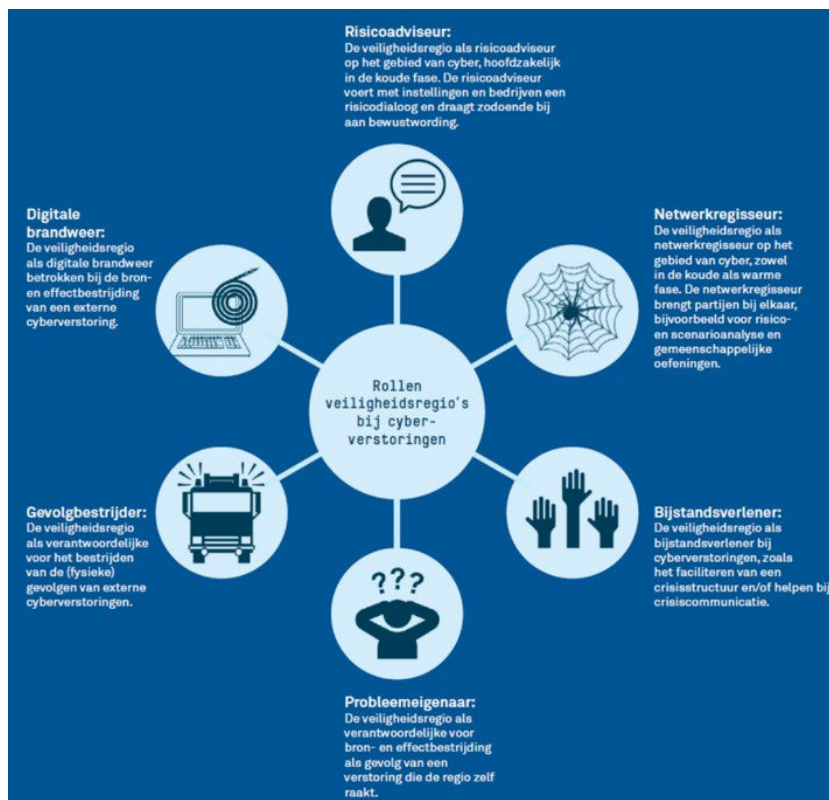 Risicoadviseur:
De veiligheidsregio als risicoadviseur
op het gebied van cyber, hoofdzakelijk
in de koude fase. De risicoadviseur
voert met instellingen en bedrijven een
risicodialoog en draagt zodoende bij
aan bewustwording.
Netwerkregisseur:
De veiligheidsregio als
netwerkregisseur op het
gebied van cyber, zowel
in de koude als warme
fase. De netwerkregisseur
brengt partijen bij elkaar,
bijvoorbeeld voor risico-
en scenarioanalyse en
gemeenschappelijke
oefeningen.
Bijstandsverlener:
De veiligheidsregio als
bijstandsverlener bij
cyberverstoringen, zoals
het faciliteren van een
crisisstructuur en/of helpen bij
crisiscommunicatie.
???
Probleemeigenaar:
De veiligheidsregio als
verantwoordelijke voor
bron- en effectbestrijding
als gevolg van een
verstoring die de regio zelf
raakt.
Gevolgbestrijder:
De veiligheidsregio
als verantwoordelijke
voor het bestrijden
van de (fysieke)
gevolgen van externe
cyberverstoringen.
Digitale
brandweer:
De veiligheidsregio
als digitale brandweer
betrokken bij de bron-
en effectbestrijding
van een externe
cyberverstoring.
Rollen
veiligheidsregio's
bij cyber-
verstoringen